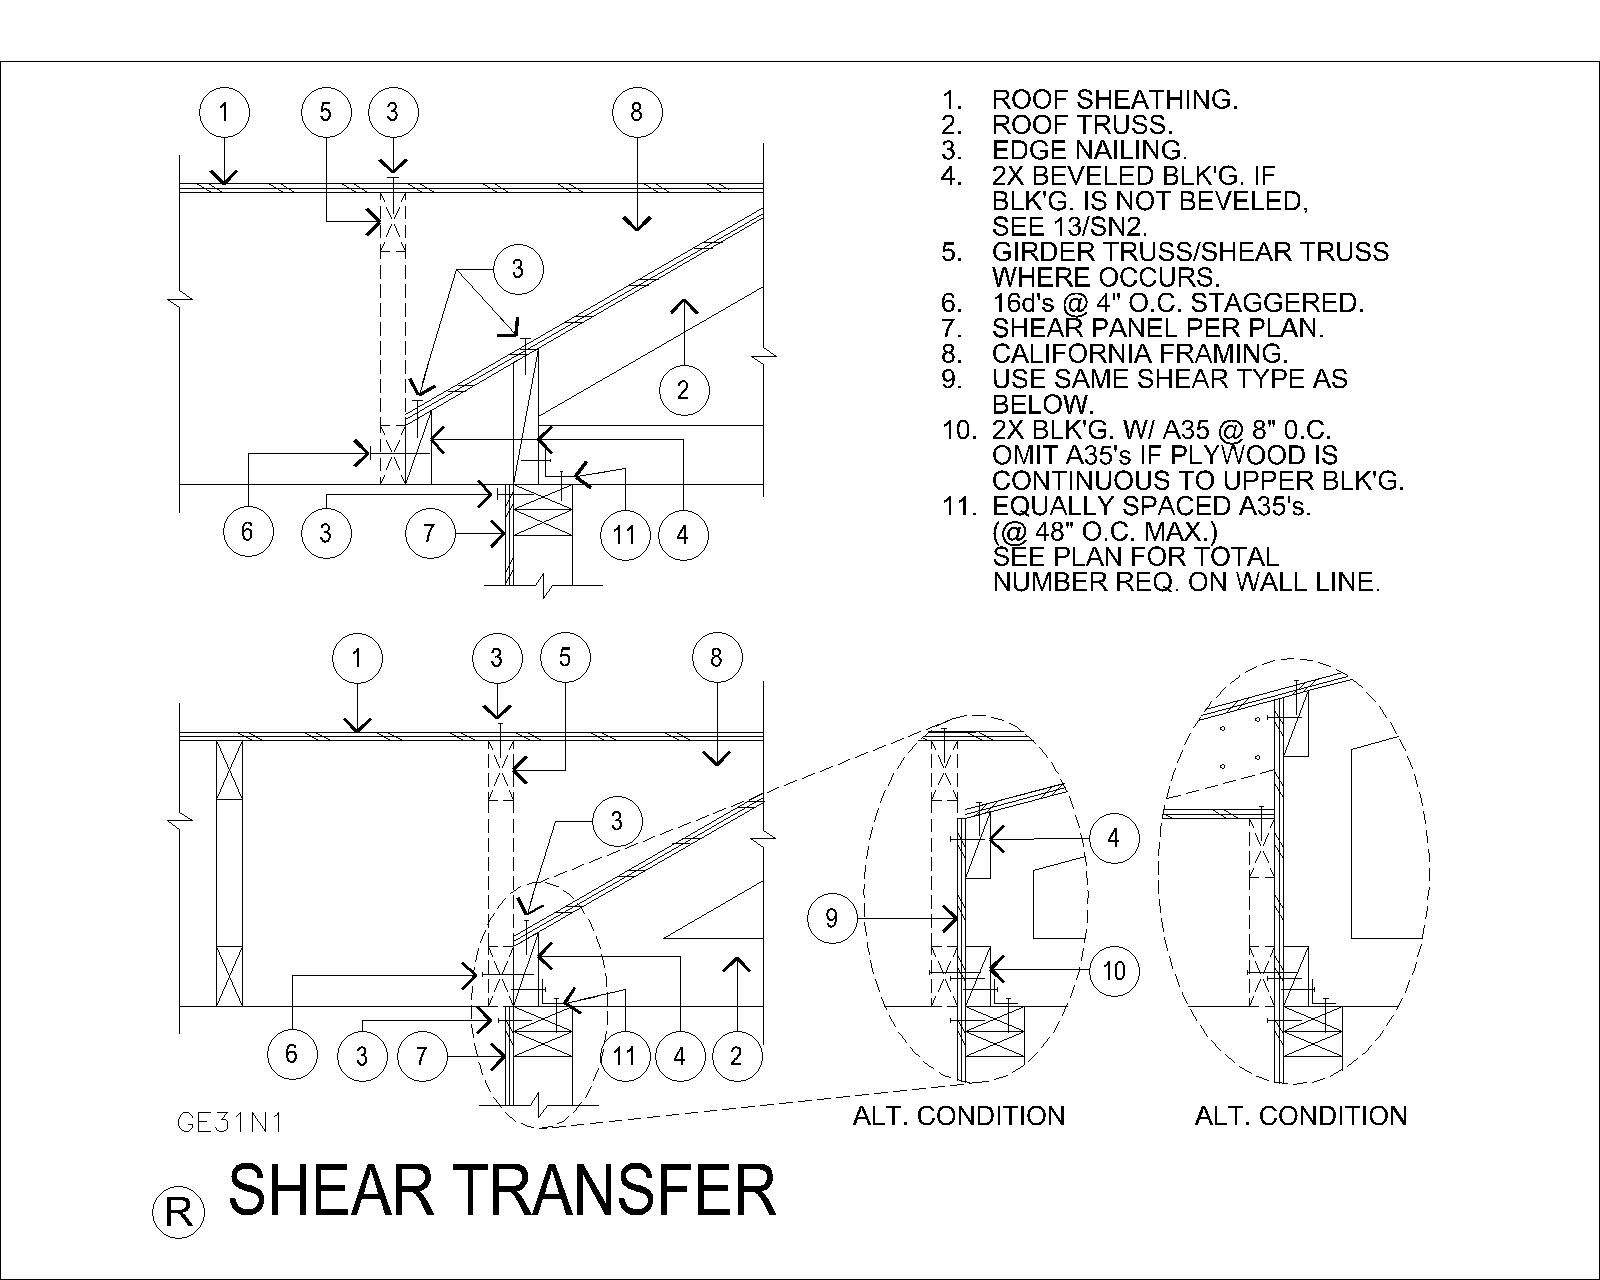 1 5 3 8
3
2
6 3 7 11 4
1. ROOF SHEATHING.
2. ROOF TRUSS.
3. EDGE NAILING.
4. 2X BEVELED BLK'G. IF
BLK'G. IS NOT BEVELED,
SEE 13/SN2.
5. GIRDER TRUSS/SHEAR TRUSS
WHERE OCCURS.
6. 16d's @ 4" O.C. STAGGERED.
7. SHEAR PANEL PER PLAN.
8. CALIFORNIA FRAMING.
9. USE SAME SHEAR TYPE AS
BELOW.
10. 2X BLK'G. W/ A35 @ 8" 0.C.
OMIT A35's IF PLYWOOD IS
CONTINUOUS TO UPPER BLK'G.
11. EQUALLY SPACED A35's.
(@ 48" O.C. MAX.)
SEE PLAN FOR TOTAL
NUMBER REQ. ON WALL LINE.
1 3 5 8
3
6 3 7 11 4 2
4
9
10
ALT. CONDITION
ALT. CONDITION
GE31N1
R SHEAR TRANSFER